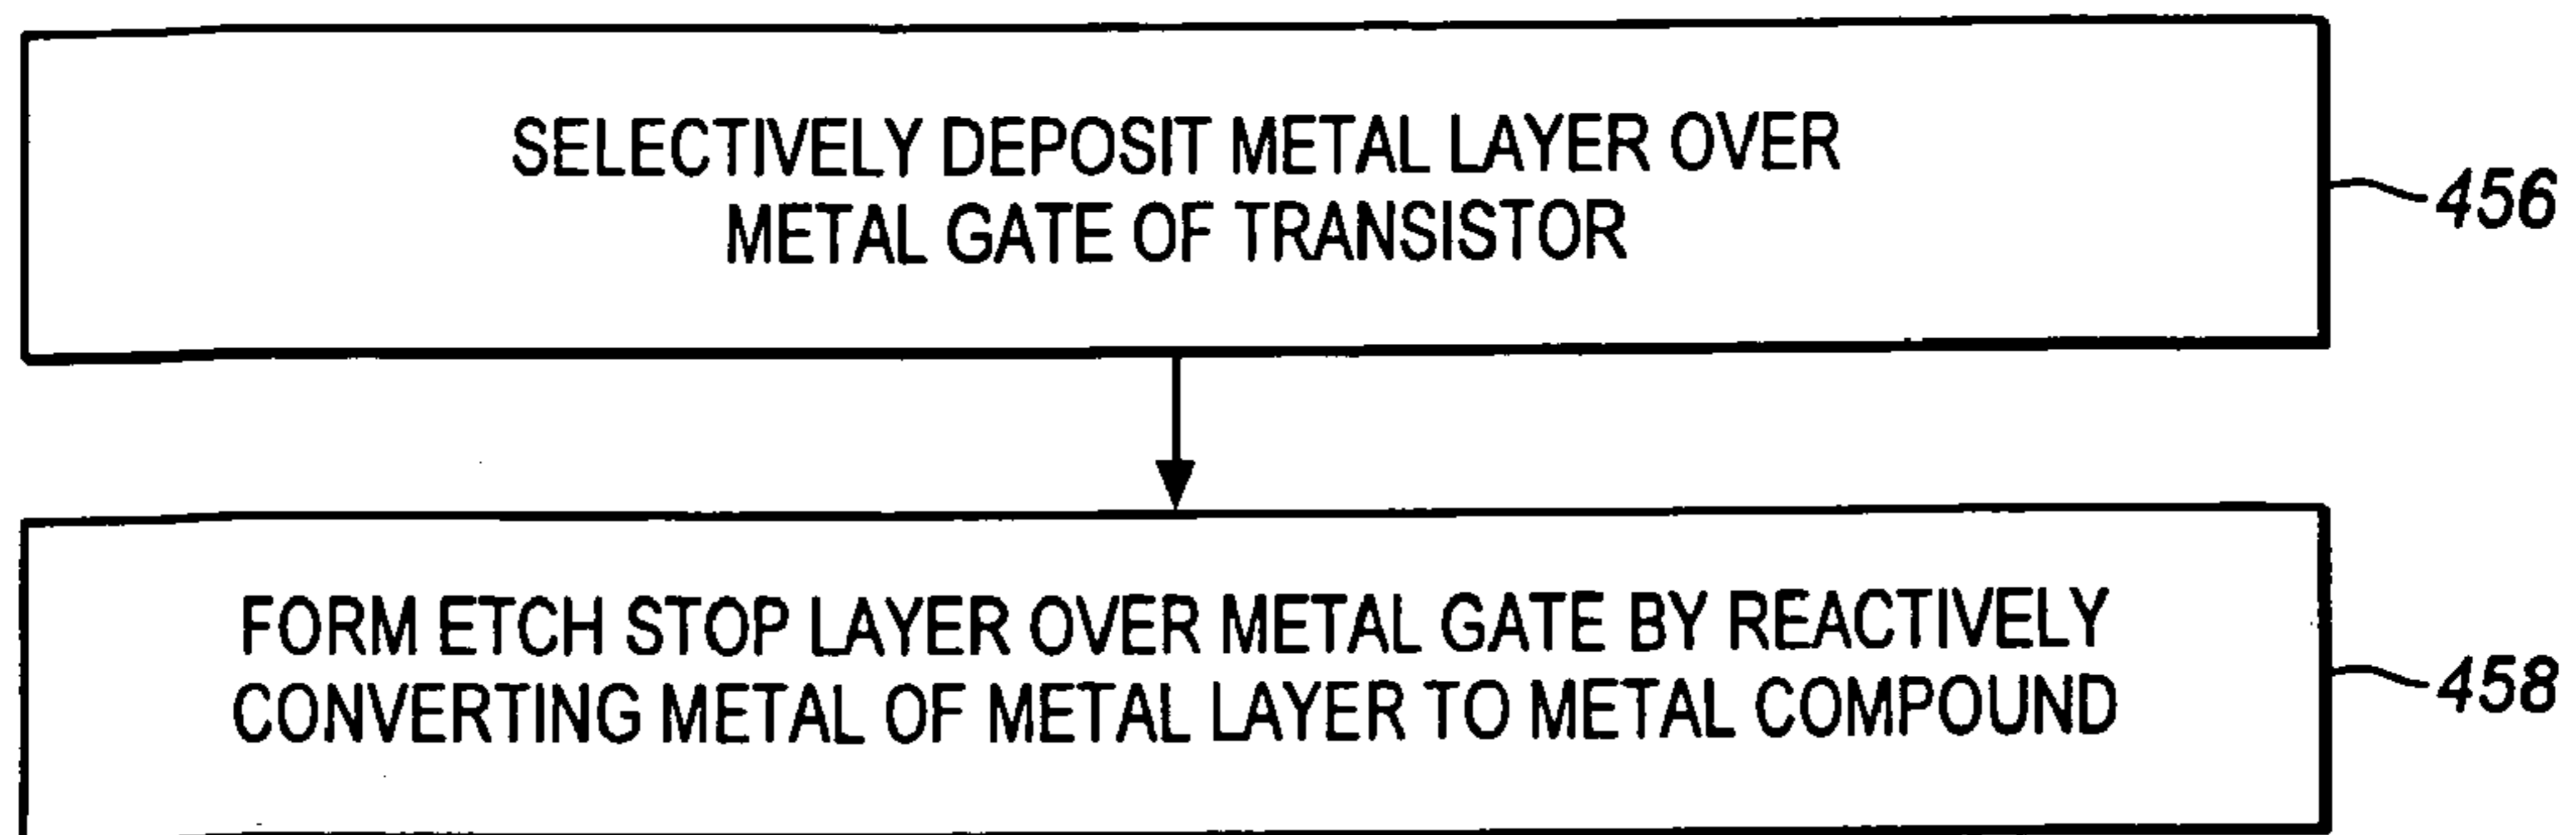 SELECTIVELY DEPOSIT METAL LAYER OVER
METAL GATE OF TRANSISTOR
456
FORM ETCH STOP LAYER OVER METAL GATE BY REACTIVELY
CONVERTING METAL OF METAL LAYER TO METAL COMPOUND
458